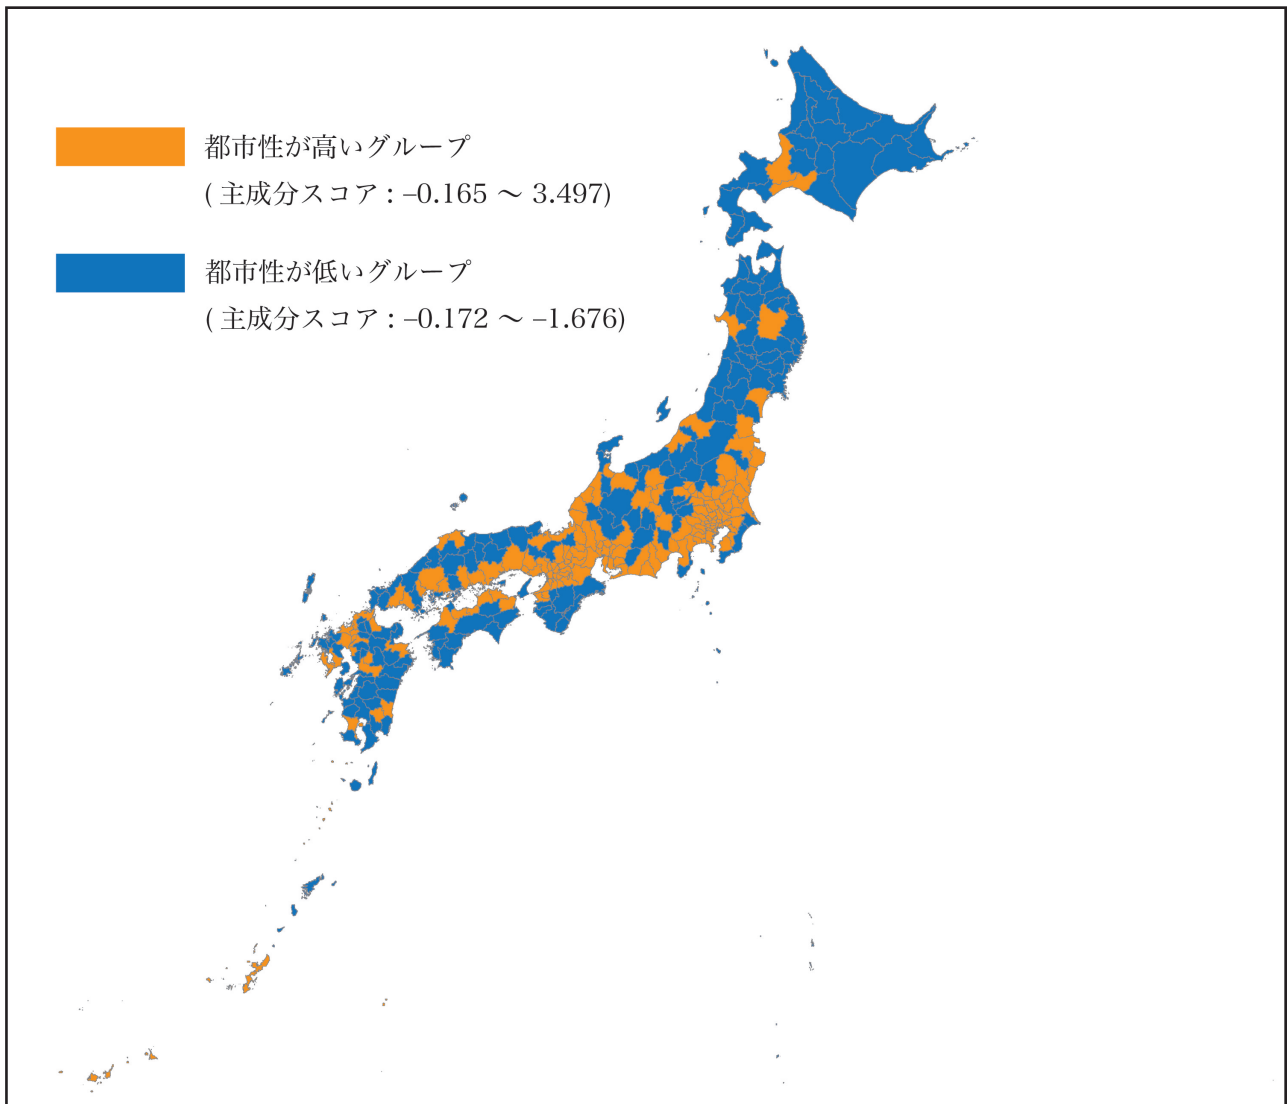 都市性が高いグループ
( 主成分スコア : –0.165 ～ 3.497)
都市性が低いグループ
( 主成分スコア : –0.172 ～ –1.676)